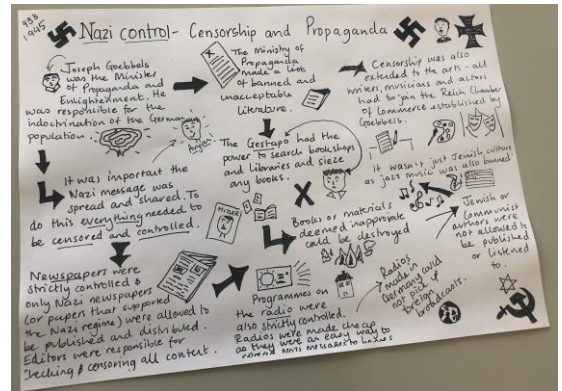 933
1945
Nazi control - Censorship and Propaganda
Joseph Goebbels
was the Minister
of Propaganda and
Enlightenment. He
was responsible for the
indoctrination of the German
population.
Aryan
The Ministry of
Propaganda
made a list
of banned and
unacceptable
literature.
Censorship was also
extended to the arts - all
writers, musicians and actors
had to join the Reich Chamber
of Commerce established by
Goebbels.
It was important the
Nazi message was
spread and shared. To
do this everything needed to
be censored and controlled.
The Gestapo had the
power to search bookshops
and libraries and sieze
any books.
HITLER
It wasn't just Jewish culture
as jazz music was also banned
Books or materials
deemed inappropiate
could be destroyed
Jewish or
Communist
authors were
not allowed to
be published
or listened
to.
Newspapers were
strictly controlled &
only Nazi newspapers
(or papers that supported
the Nazi regime) were allowed to
be published and distributed.
Editors were responsible for
checking & censoring all content.
Programmes on
the radio were
also strictly controlled.
Radios were made cheap
as they were an easy way to
Nazi messages to
Radios
made in
Germany could
not pick up
foreign
broadcasts.